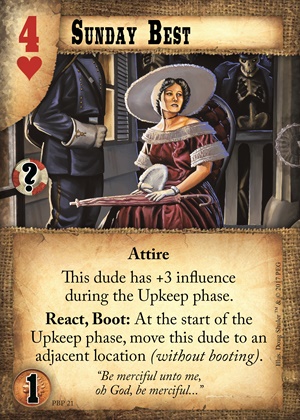 4
Sunday Best
?
Attire
This dude has +3 influence
during the Upkeep phase.
React, Boot: At the start of the
Upkeep phase, move this dude to an
adjacent location (without booting).
"Be merciful unto me,
oh God, be merciful..."
1
PBP 21